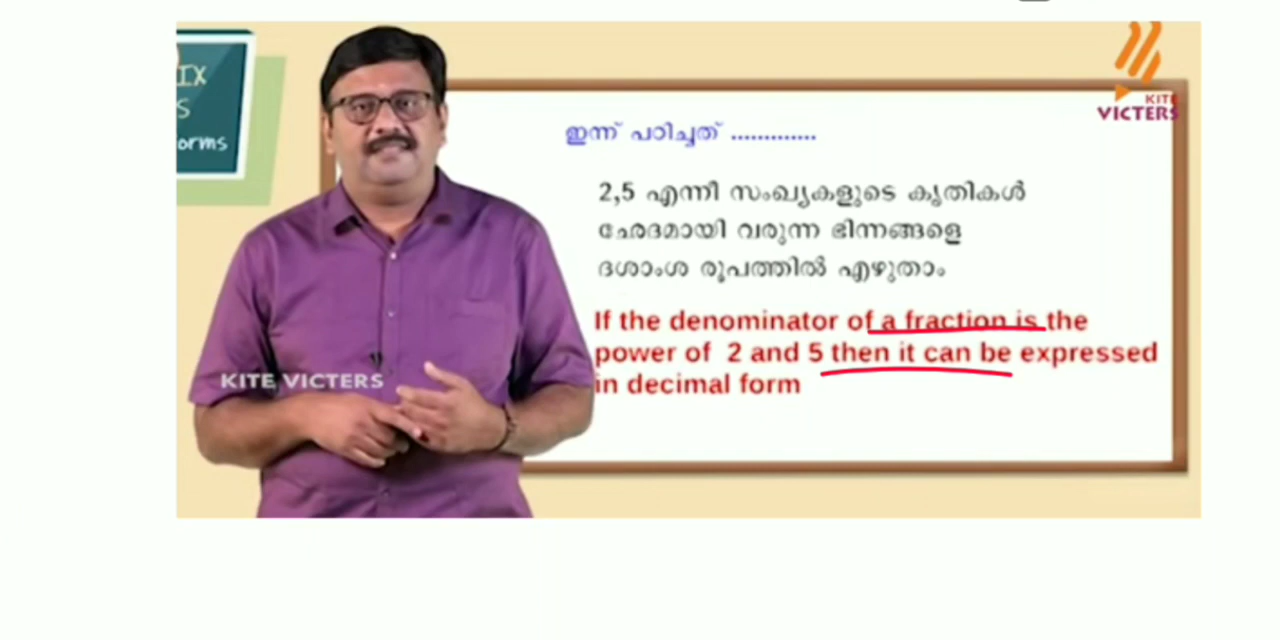 IX
S
orms
KITE
VICTERS
ഇന്ന് പഠിച്ചത് .............
2,5 എന്നീ സംഖ്യകളുടെ കൃതികൾ
ഛേദമായി വരുന്ന ഭിന്നങ്ങളെ
ദശാംശ രൂപത്തിൽ എഴുതാം
If the denominator of a fraction is the
power of 2 and 5 then it can be expressed
in decimal form
KITE VICTERS